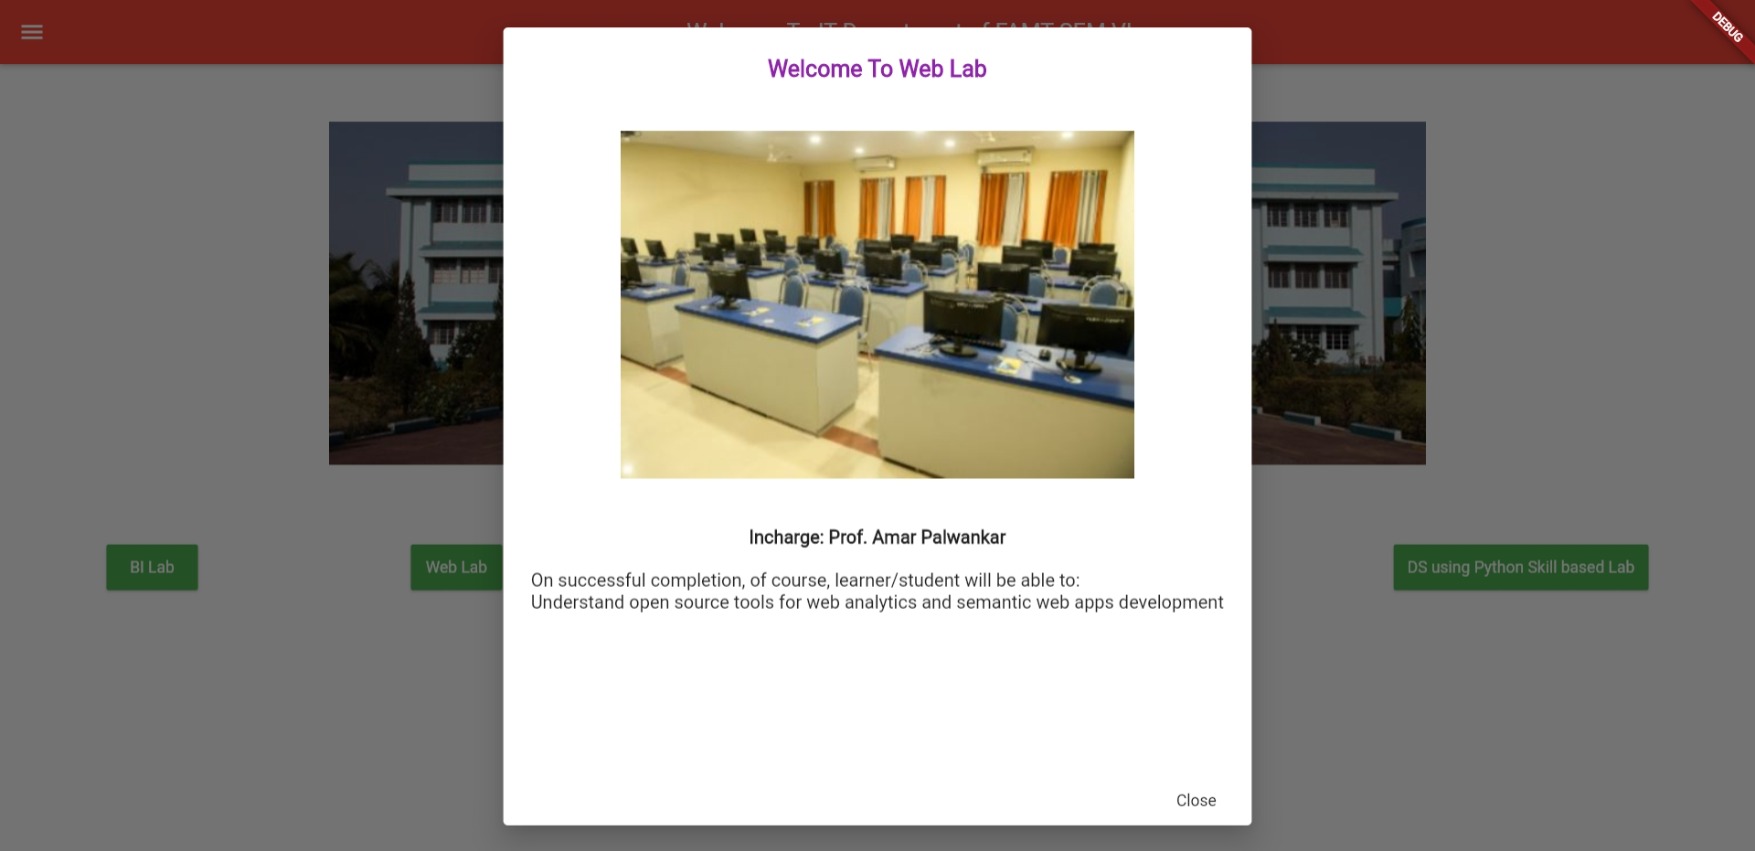 DEBUG
Welcome To Web Lab
Incharge: Prof. Amar Palwankar
On successful completion, of course, learner/student will be able to:
Understand open source tools for web analytics and semantic web apps development
BI Lab
Web Lab
DS using Python Skill based Lab
Close